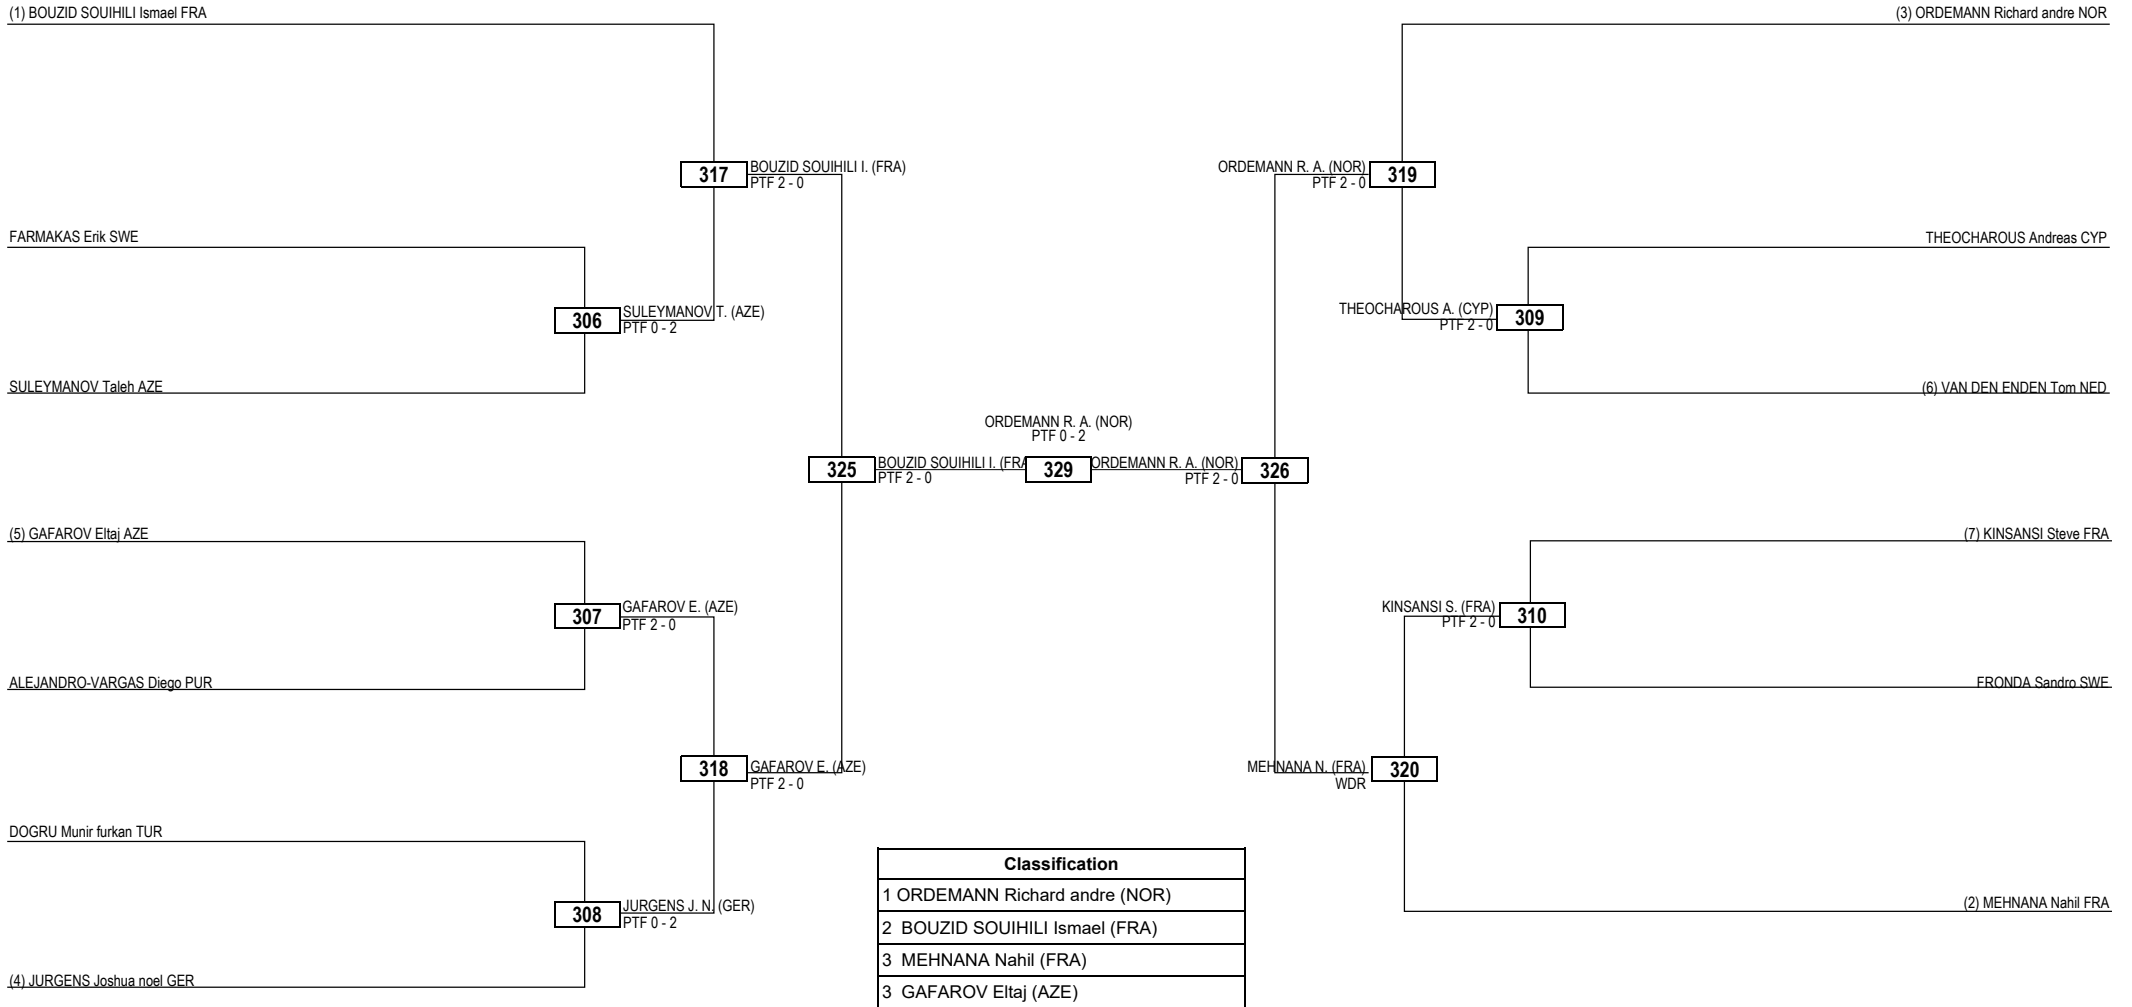 (1) BOUZID SOUIHILI Ismael FRA
(3) ORDEMANN Richard andre NOR
317
BOUZID SOUIHILI I. (FRA)
PTF 2 - 0
ORDEMANN R. A. (NOR)
PTF 2 - 0
319
FARMAKAS Erik SWE
THEOCHAROUS Andreas CYP
306
SULEYMANOV T. (AZE)
PTF 0 - 2
THEOCHAROUS A. (CYP)
PTF 2 - 0
309
SULEYMANOV Taleh AZE
(6) VAN DEN ENDEN Tom NED
ORDEMANN R. A. (NOR)
PTF 0 - 2
325
BOUZID SOUIHILI I. (FRA
PTF 2 - 0
329
ORDEMANN R. A. (NOR)
PTF 2 - 0
326
(5) GAFAROV Eltaj AZE
(7) KINSANSI Steve FRA
307
GAFAROV E. (AZE)
PTF 2 - 0
KINSANSI S. (FRA)
PTF 2 - 0
310
ALEJANDRO-VARGAS Diego PUR
FRONDA Sandro SWE
318
GAFAROV E. (AZE)
PTF 2 - 0
MEHNANA N. (FRA)
WDR
320
DOGRU Munir furkan TUR
308
JURGENS J. N. (GER)
PTF 0 - 2
(2) MEHNANA Nahil FRA
(4) JURGENS Joshua noel GER
Classification
1 ORDEMANN Richard andre (NOR)
2 BOUZID SOUIHILI Ismael (FRA)
3 MEHNANA Nahil (FRA)
3 GAFAROV Eltaj (AZE)